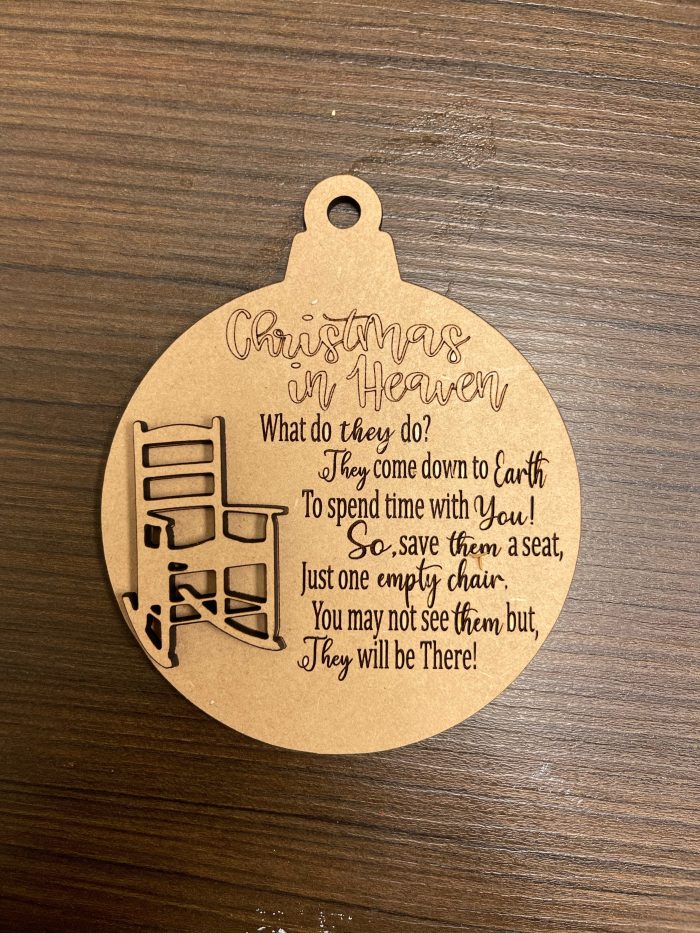 Christmas
in Heaven
What do they do?
They come down to Earth
To spend time with You!
So, save them a seat,
Just one empty chair.
You may not see them but,
They will be There!